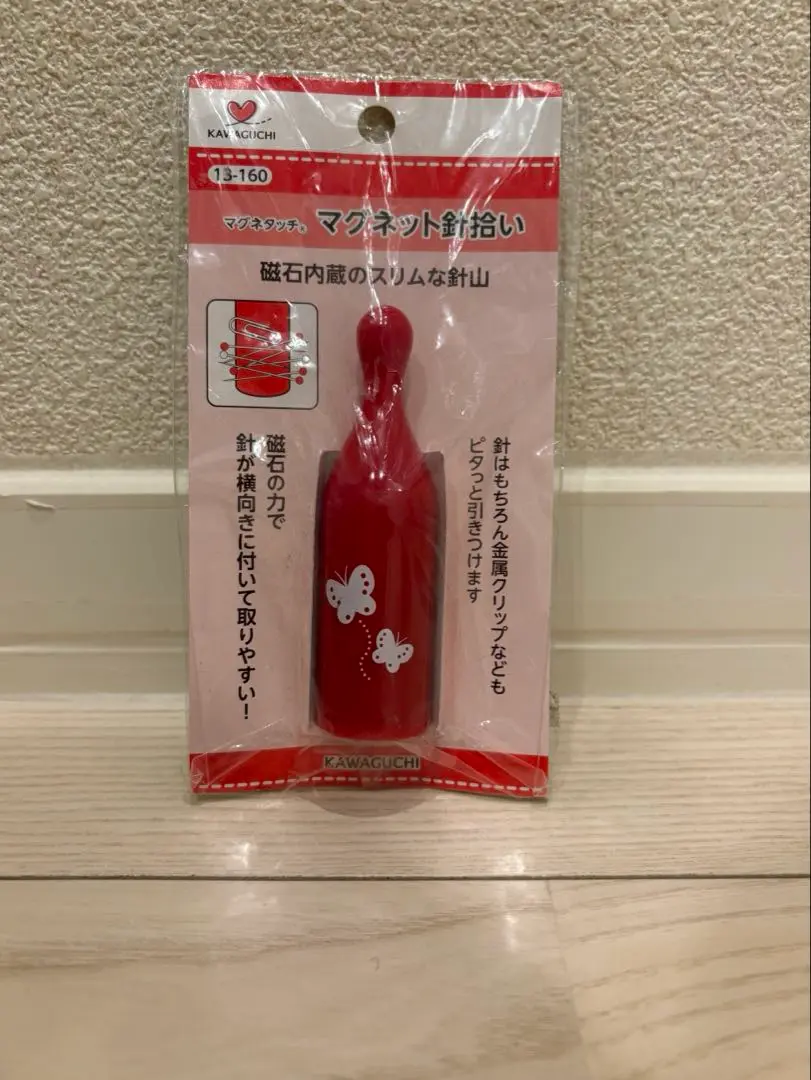 KAWAGUCHI
13-160
マグネタッチ® マグネット針拾い
磁石内蔵のスリムな針山
針はもちろん金属クリップなども
ピタっと引きつけます
磁石の力で
針が横向きに付いて取りやすい！
KAWAGUCHI